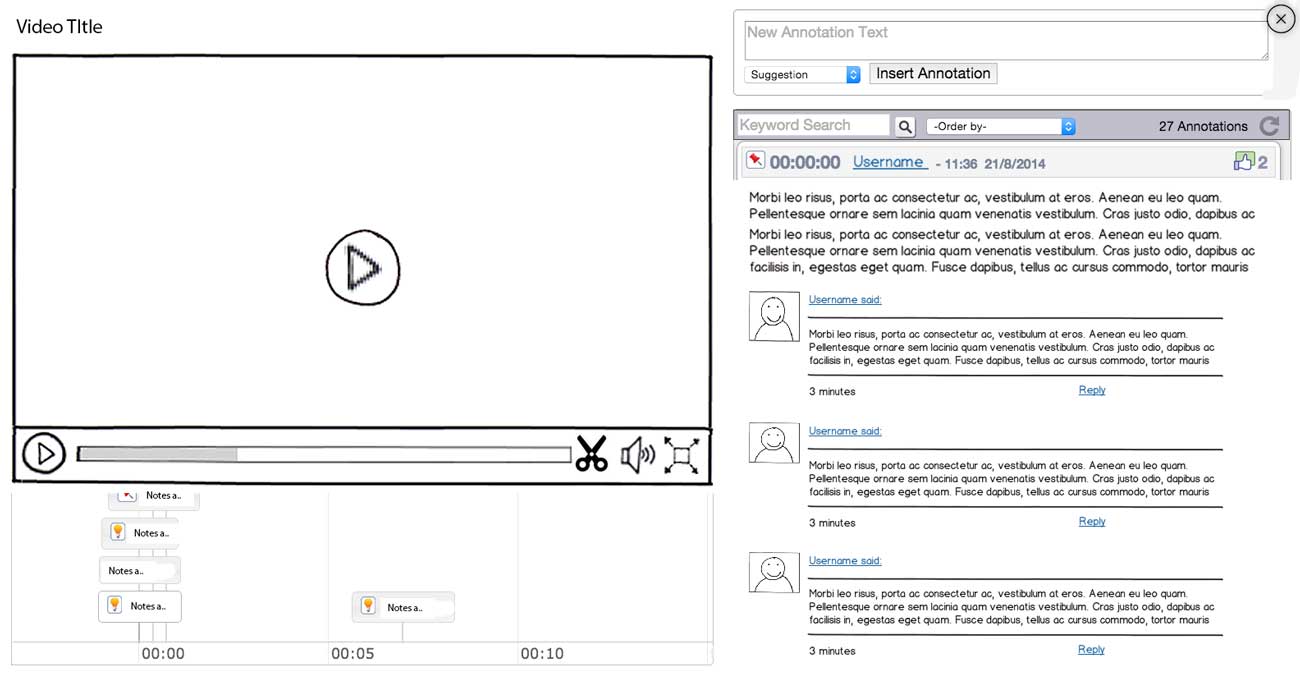 Video TItle
New Annotation Text
Suggestion
Insert Annotation
Keyword Search
-Order by-
27 Annotations
00:00:00 Username - 11:36 21/8/2014
2
Morbi leo risus, porta ac consectetur ac, vestibulum at eros. Aenean eu leo quam.
Pellentesque ornare sem lacinia quam venenatis vestibulum. Cras justo odio, dapibus ac
Morbi leo risus, porta ac consectetur ac, vestibulum at eros. Aenean eu leo quam.
Pellentesque ornare sem lacinia quam venenatis vestibulum. Cras justo odio, dapibus ac
facilisis in, egestas eget quam. Fusce dapibus, tellus ac cursus commodo, tortor mauris
Username said:
Morbi leo risus, porta ac consectetur ac, vestibulum at eros. Aenean eu leo quam.
Pellentesque ornare sem lacinia quam venenatis vestibulum. Cras justo odio, dapibus ac
facilisis in, egestas eget quam. Fusce dapibus, tellus ac cursus commodo, tortor mauris
3 minutes
Reply
Username said:
Morbi leo risus, porta ac consectetur ac, vestibulum at eros. Aenean eu leo quam.
Pellentesque ornare sem lacinia quam venenatis vestibulum. Cras justo odio, dapibus ac
facilisis in, egestas eget quam. Fusce dapibus, tellus ac cursus commodo, tortor mauris
3 minutes
Reply
Username said:
Morbi leo risus, porta ac consectetur ac, vestibulum at eros. Aenean eu leo quam.
Pellentesque ornare sem lacinia quam venenatis vestibulum. Cras justo odio, dapibus ac
facilisis in, egestas eget quam. Fusce dapibus, tellus ac cursus commodo, tortor mauris
3 minutes
Reply
Notes a..
Notes a..
Notes a..
Notes a..
Notes a..
00:00
00:05
00:10